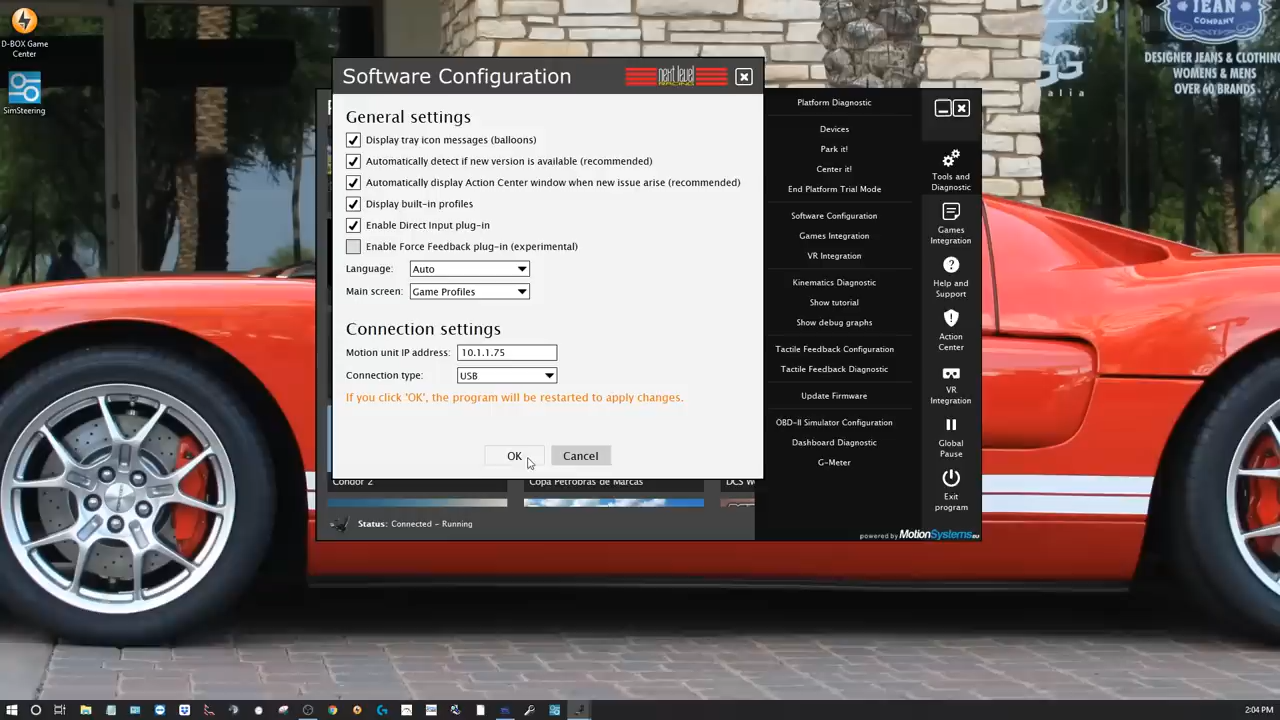 D-BOX Game
Center
SimSteering
JEAN
COMPANY
DESIGNER JEANS & CLOTHING
WOMENS & MENS
OVER 60 BRANDS
Software Configuration
next level
RACING
General settings
Display tray icon messages (balloons)
Automatically detect if new version is available (recommended)
Automatically display Action Center window when new issue arise (recommended)
Display built-in profiles
Enable Direct Input plug-in
Enable Force Feedback plug-in (experimental)
Language: Auto
Main screen: Game Profiles
Connection settings
Motion unit IP address: 10.1.1.75
Connection type: USB
If you click 'OK', the program will be restarted to apply changes.
OK Cancel
Condor 2 Copa Petrobras de Marcas DCS W
Status: Connected - Running
Platform Diagnostic
Devices
Park it!
Center it!
End Platform Trial Mode
Software Configuration
Games Integration
VR Integration
Kinematics Diagnostic
Show tutorial
Show debug graphs
Tactile Feedback Configuration
Tactile Feedback Diagnostic
Update Firmware
OBD-II Simulator Configuration
Dashboard Diagnostic
G-Meter
Tools and
Diagnostic
Games
Integration
Help and
Support
Action
Center
VR
Integration
Global
Pause
Exit
program
powered by MotionSystems.eu
2:04 PM